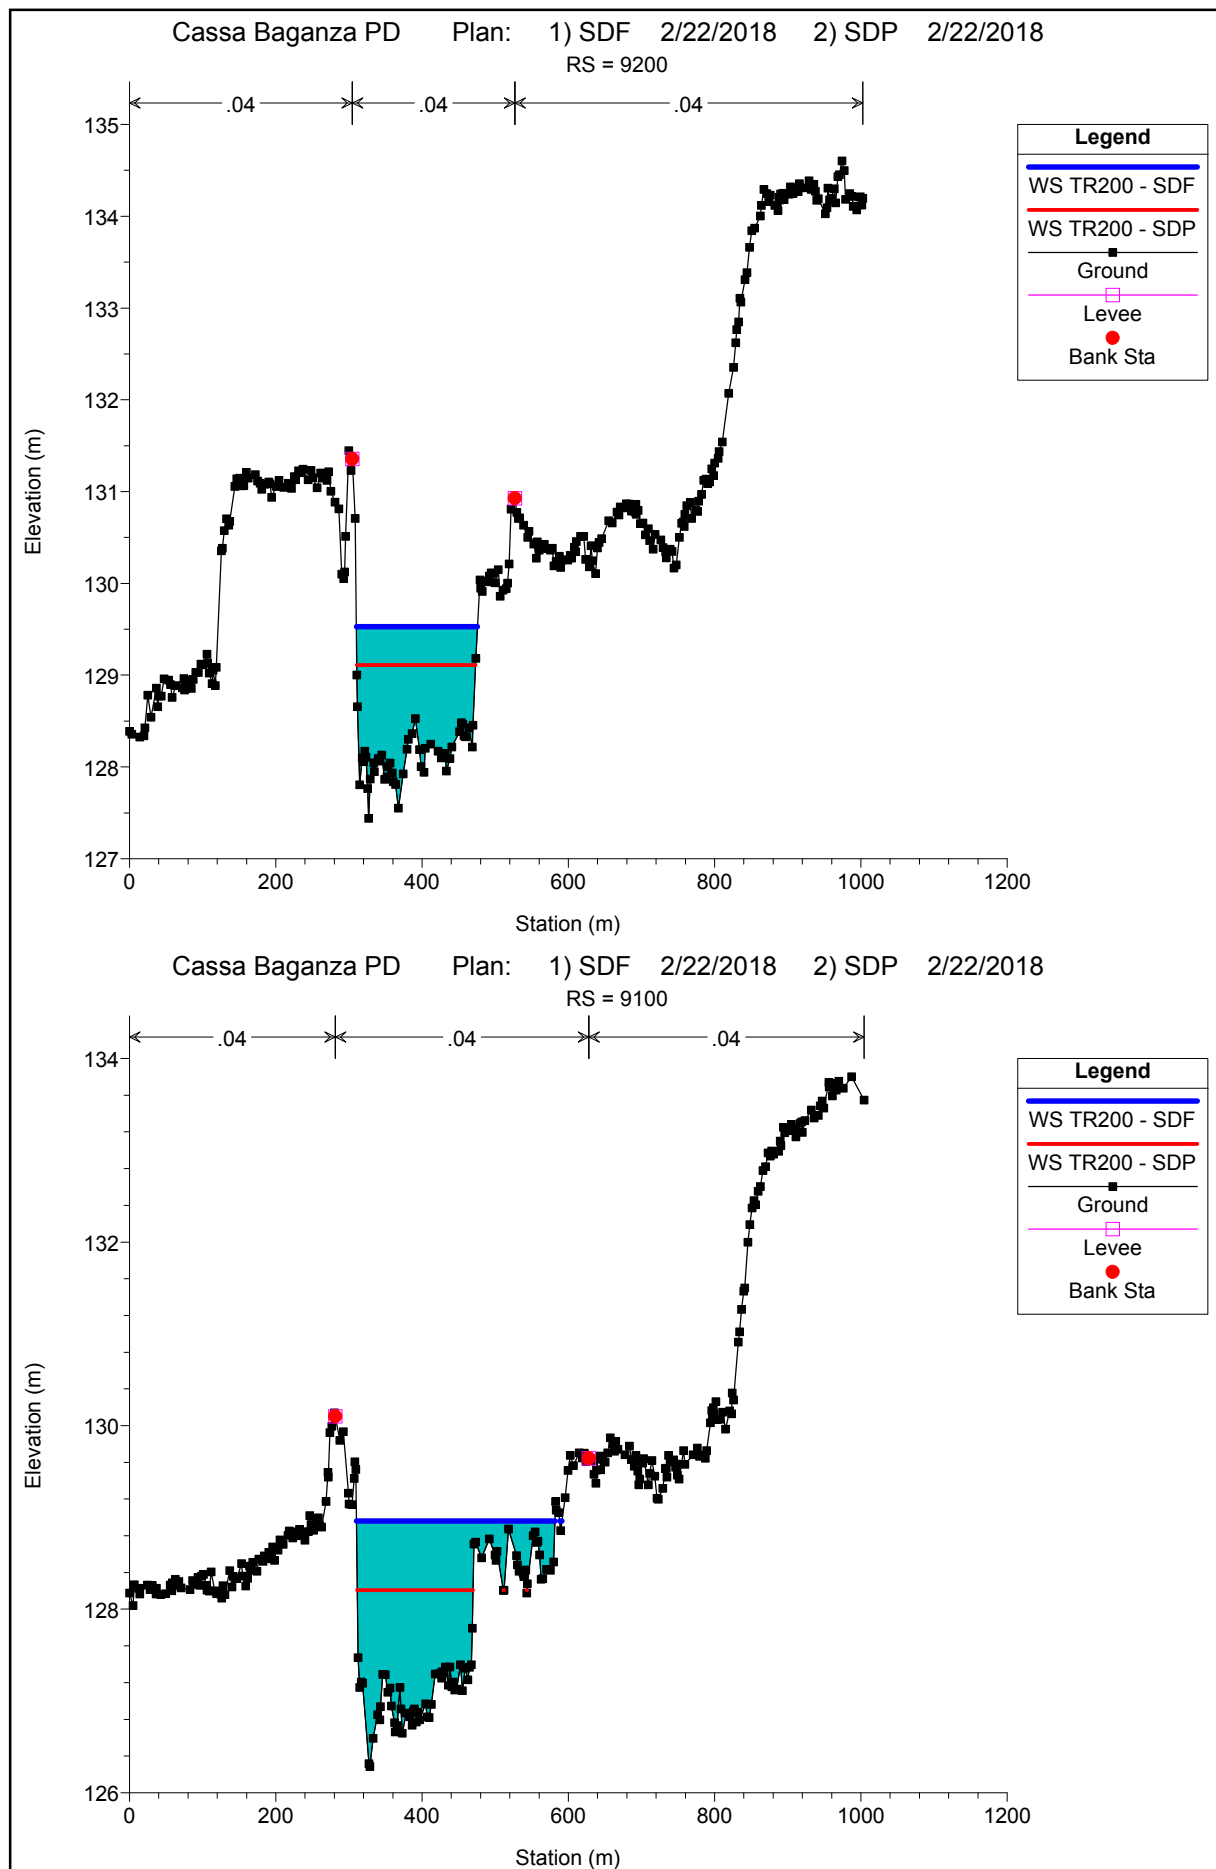 Cassa Baganza PD Plan: 1) SDF 2/22/2018 2) SDP 2/22/2018
RS = 9200
.04 .04 .04
135
134
133
132
131
130
129
128
127
0 200 400 600 800 1000 1200
Elevation (m)
Station (m)
Legend
WS TR200 - SDF
WS TR200 - SDP
Ground
Levee
Bank Sta
Cassa Baganza PD Plan: 1) SDF 2/22/2018 2) SDP 2/22/2018
RS = 9100
.04 .04 .04
134
132
130
128
126
0 200 400 600 800 1000 1200
Elevation (m)
Station (m)
Legend
WS TR200 - SDF
WS TR200 - SDP
Ground
Levee
Bank Sta